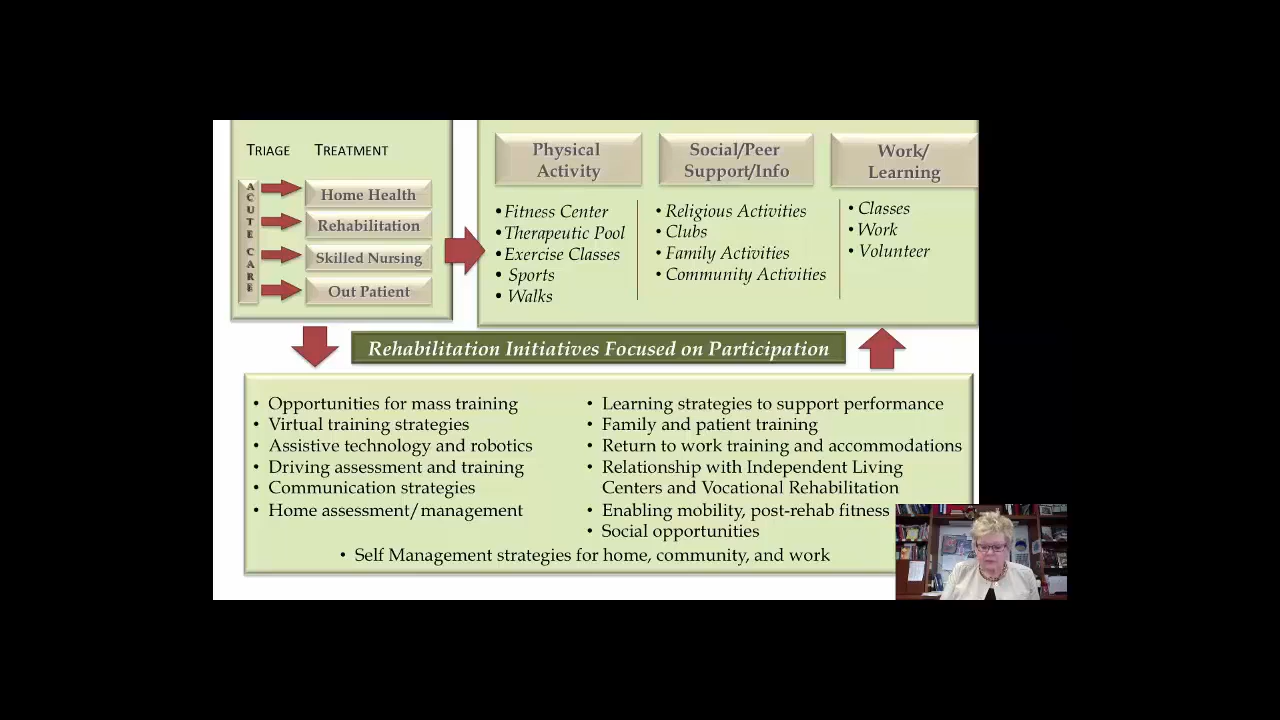 TRIAGE TREATMENT
ACUTE CARE
Home Health
Rehabilitation
Skilled Nursing
Out Patient
Physical
Activity
• Fitness Center
• Therapeutic Pool
• Exercise Classes
• Sports
• Walks
Social/Peer
Support/Info
• Religious Activities
• Clubs
• Family Activities
• Community Activities
Work/
Learning
• Classes
• Work
• Volunteer
Rehabilitation Initiatives Focused on Participation
• Opportunities for mass training
• Virtual training strategies
• Assistive technology and robotics
• Driving assessment and training
• Communication strategies
• Home assessment/management
• Learning strategies to support performance
• Family and patient training
• Return to work training and accommodations
• Relationship with Independent Living
Centers and Vocational Rehabilitation
• Enabling mobility, post-rehab fitness
• Social opportunities
• Self Management strategies for home, community, and work